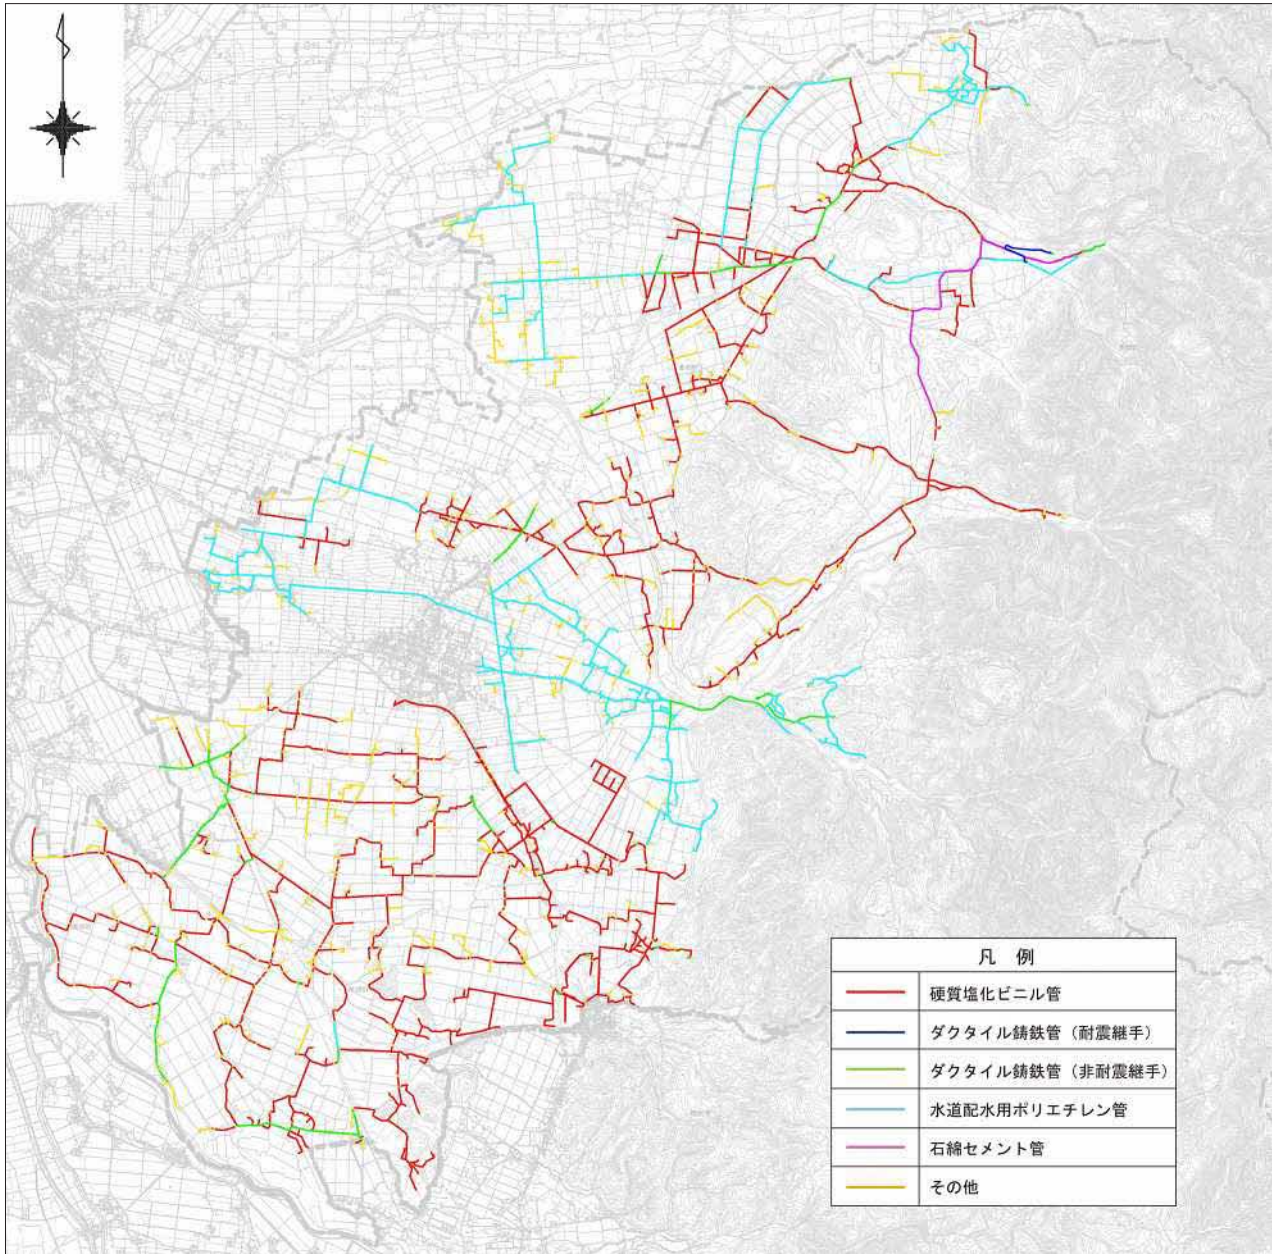 凡 例
硬質塩化ビニル管
ダクタイル鋳鉄管（耐震継手）
ダクタイル鋳鉄管（非耐震継手）
水道配水用ポリエチレン管
石綿セメント管
その他